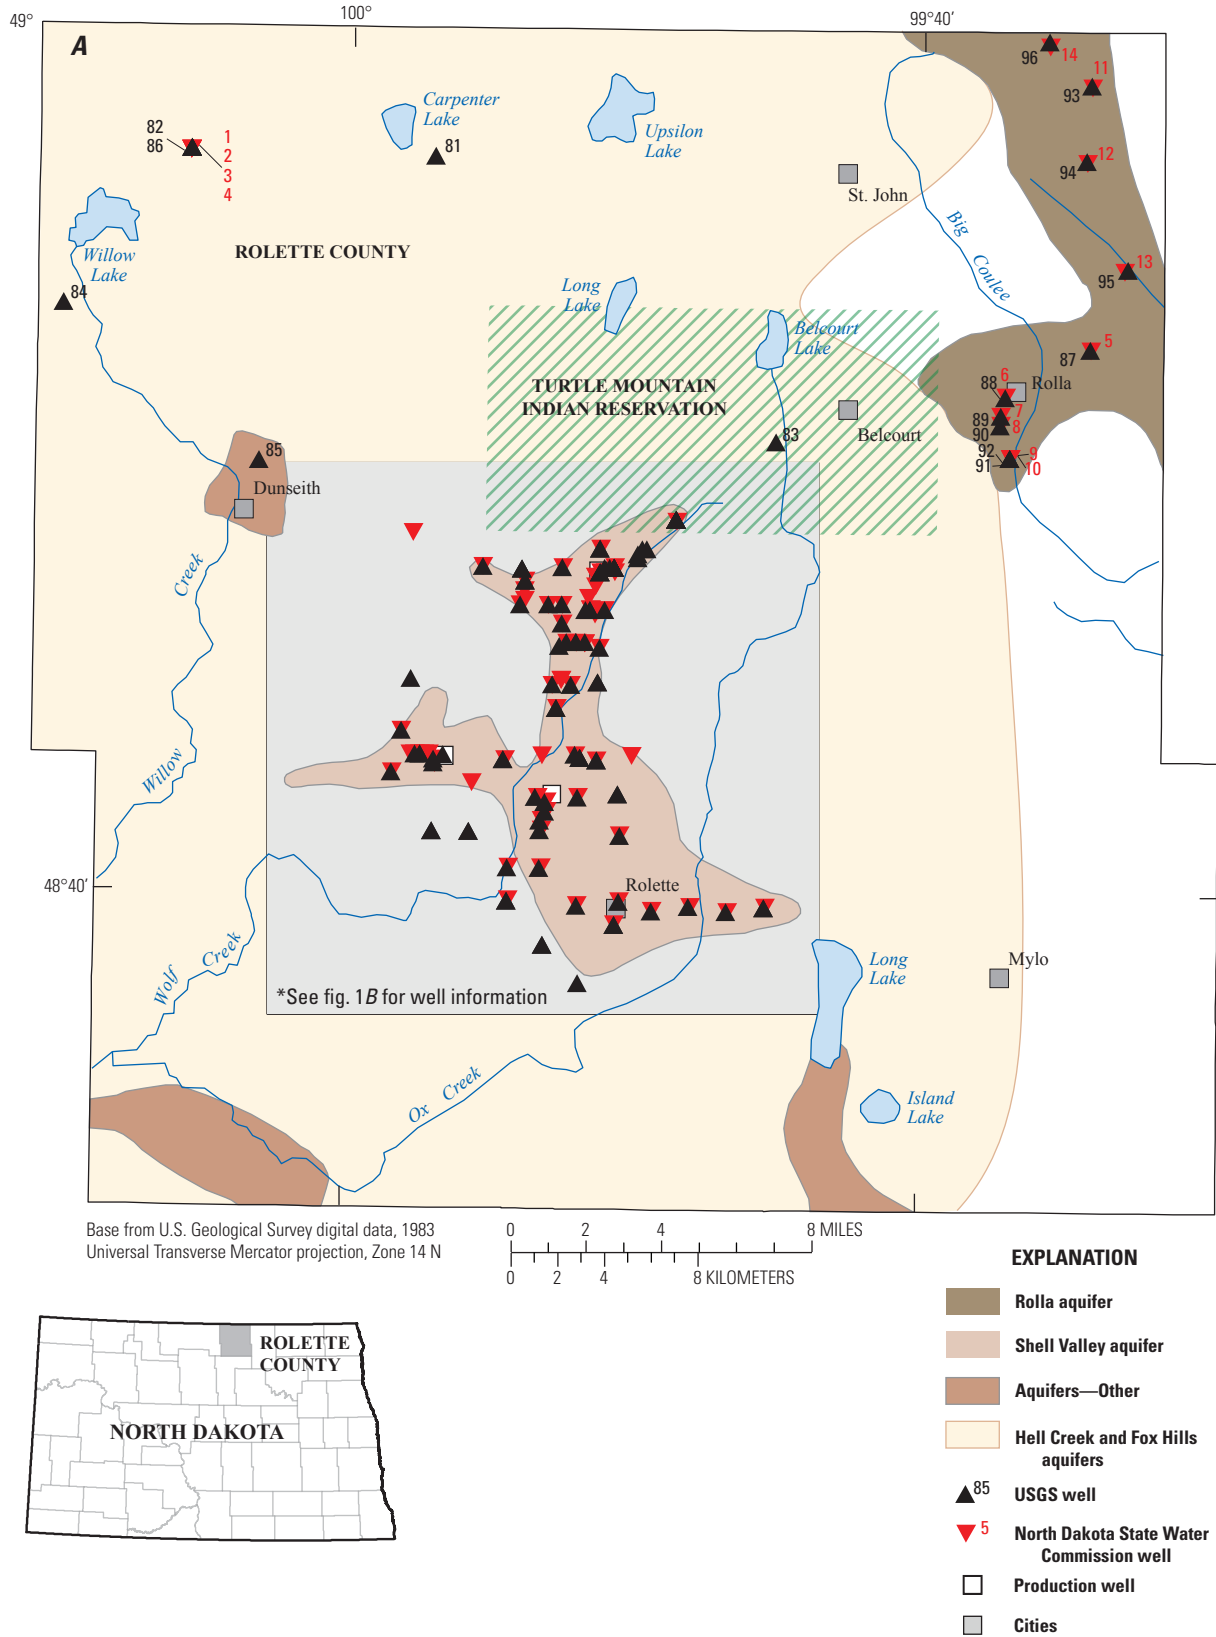 49°
100°
99°40'
A
96
14
11
93
Carpenter
Lake
Upsilon
Lake
82
86
1
2
3
4
81
12
94
St. John
Big Coulee
ROLETTE COUNTY
Willow
Lake
13
95
84
Long
Lake
Belcourt
Lake
5
87
TURTLE MOUNTAIN
INDIAN RESERVATION
6
88
Rolla
7
89
8
90
83
Belcourt
92
91
9
10
85
Dunseith
Willow Creek
48°40'
Rolette
Wolf Creek
Long
Lake
Mylo
*See fig. 1B for well information
Ox Creek
Island
Lake
Base from U.S. Geological Survey digital data, 1983
Universal Transverse Mercator projection, Zone 14 N
0 2 4 8 MILES
0 2 4 8 KILOMETERS
EXPLANATION
Rolla aquifer
Shell Valley aquifer
Aquifers—Other
Hell Creek and Fox Hills
aquifers
85 USGS well
5 North Dakota State Water
Commission well
Production well
Cities
ROLETTE
COUNTY
NORTH DAKOTA